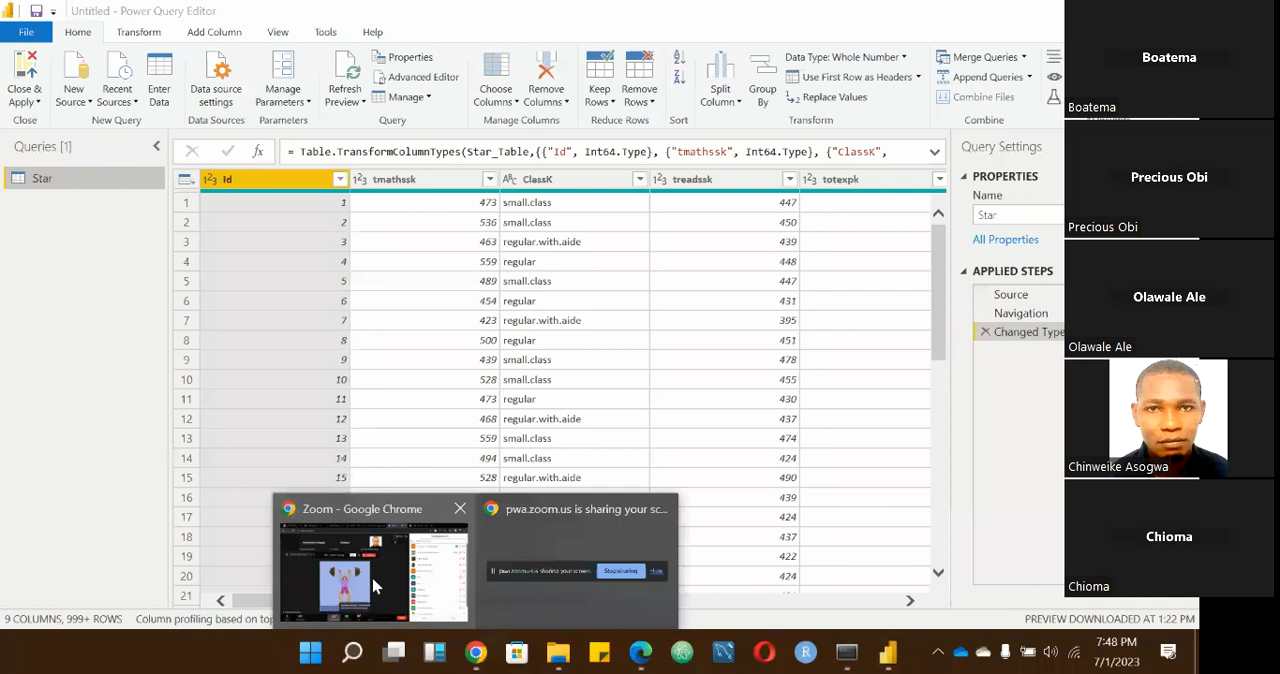 Untitled - Power Query Editor
File Home Transform Add Column View Tools Help
Close & Apply New Source Recent Sources Enter Data Data source settings Manage Parameters Refresh Preview Properties Advanced Editor Manage Choose Columns Remove Columns Keep Rows Remove Rows Split Column Group By Data Type: Whole Number Use First Row as Headers Replace Values Merge Queries Append Queries Combine Files
Close New Query Data Sources Parameters Query Manage Columns Reduce Rows Sort Transform Combine
Queries [1]
Star
fx = Table.TransformColumnTypes(Star_Table,{{"Id", Int64.Type}, {"tmathssk", Int64.Type}, {"ClassK",
Id tmathssk ClassK treadssk totexpk
1 1 473 small.class 447
2 2 536 small.class 450
3 3 463 regular.with.aide 439
4 4 559 regular 448
5 5 489 small.class 447
6 6 454 regular 431
7 7 423 regular.with.aide 395
8 8 500 regular 451
9 9 439 small.class 478
10 10 528 small.class 455
11 11 473 regular 430
12 12 468 regular.with.aide 437
13 13 559 small.class 474
14 14 494 small.class 424
15 15 528 regular.with.aide 490
16 439
17 424
18 437
19
20 424
21
Query Settings
PROPERTIES
Name
Star
All Properties
APPLIED STEPS
Source
Navigation
Changed Type
Zoom - Google Chrome
pwa.zoom.us is sharing your sc...
pwa.zoom.us is sharing your screen. Stop sharing Hide
9 COLUMNS, 999+ ROWS Column profiling based on top
PREVIEW DOWNLOADED AT 1:22 PM
7:48 PM
7/1/2023
Boatema
Boatema
Precious Obi
Precious Obi
Olawale Ale
Olawale Ale
Chinweike Asogwa
Chioma
Chioma